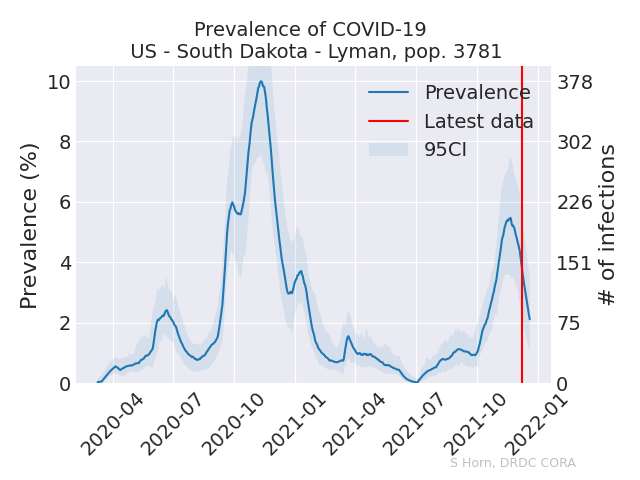 Prevalence of COVID-19
US - South Dakota - Lyman, pop. 3781
Prevalence (%)
10
8
6
4
2
0
Prevalence
Latest data
95CI
378
302
226
151
75
0
# of infections
2020-04
2020-07
2020-10
2021-01
2021-04
2021-07
2021-10
2022-01
S Horn, DRDC CORA